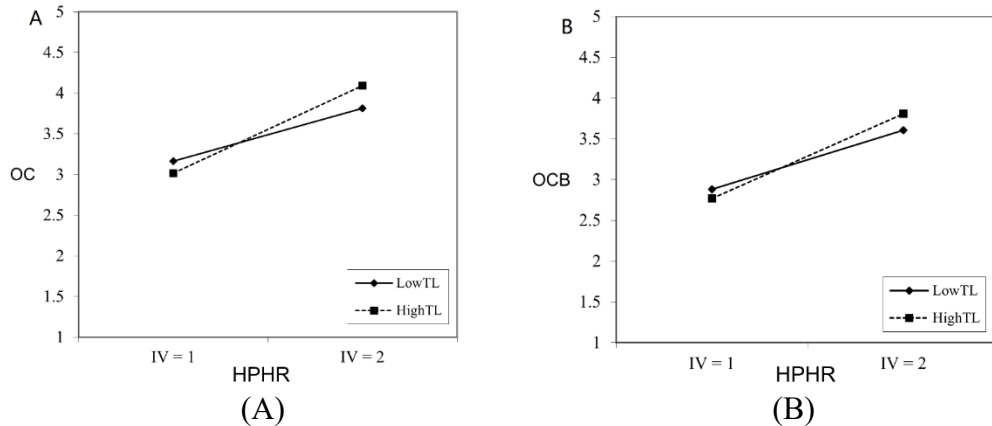 A
5
4.5
4
3.5
OC
3
2.5
2
1.5
1
LowTL
HighTL
IV = 1
IV = 2
HPHR
(A)
B
5
4.5
4
3.5
OCB
3
2.5
2
1.5
1
LowTL
HighTL
IV = 1
IV = 2
HPHR
(B)